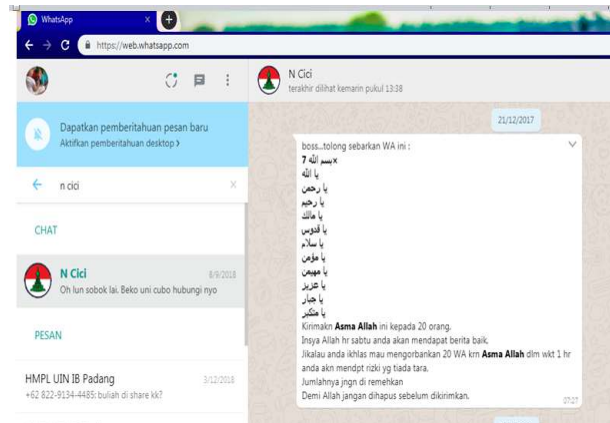 WhatsApp
https://web.whatsapp.com
N Cici
terakhir dilihat kemarin pukul 13:38
Dapatkan pemberitahuan pesan baru
Aktifkan pemberitahuan desktop >
n cici
CHAT
N Cici
8/9/2018
Oh lun sobok lai. Beko uni cubo hubungi nyo
PESAN
HMPL UIN IB Padang
3/12/2018
+62 822-9134-4485: buliah di share kk?
21/12/2017
boss...tolong sebarkan WA ini :
بسم الله 7×
يا الله
يا رحمن
يا رحيم
يا مالك
يا قدوس
يا سلام
يا مؤمن
يا مهيمن
يا عزيز
يا جبار
يا متكبر
Kirimakn Asma Allah ini kepada 20 orang.
Insya Allah hr sabtu anda akan mendapat berita baik.
Jikalau anda ikhlas mau mengorbankan 20 WA krn Asma Allah dlm wkt 1 hr
anda akn mendpt rizki yg tiada tara.
Jumlahnya jngn di remehkan
Demi Allah jangan dihapus sebelum dikirimkan.
07:27